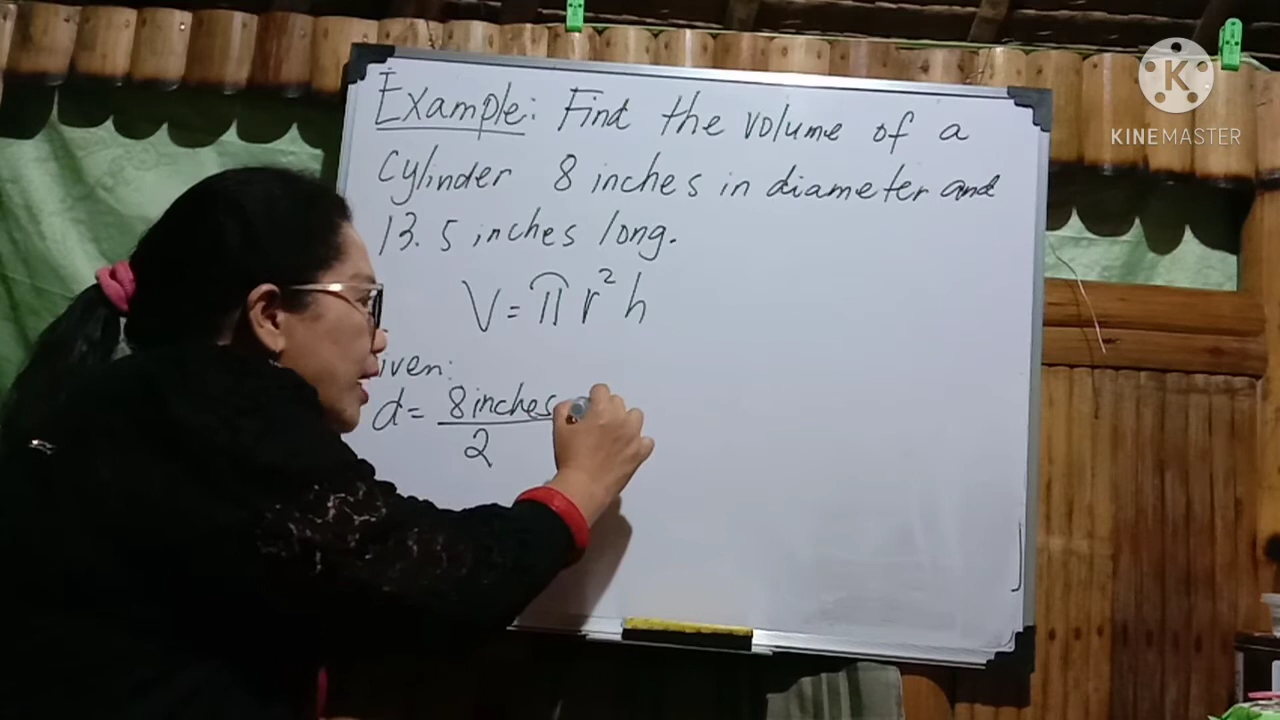 Example: Find the volume of a
cylinder 8 inches in diameter and
13.5 inches long.
V = π r² h
iven:
d = 8 inches
2
K
KINEMASTER